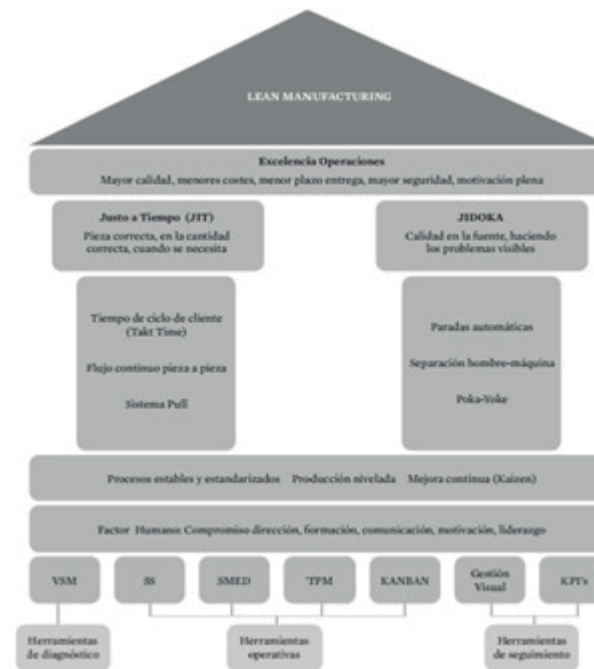 LEAN MANUFACTURING
Excelencía Operaciones
Mayor calidad, menores costes, menor plazo entrega, mayor seguridad, motivación plena
Justo a Tiempo (JIT)
Pieza correcta, en la cantidad
correcta, cuando se necesita
JIDOKA
Calidad en la fuente, haciendo
los problemas visibles
Tiempo de ciclo de cliente
(Takt Time)
Flujo continuo pieza a pieza
Sistema Pull
Paradas automáticas
Separación hombre-máquina
Poka-Yoke
Procesos estables y estandarizados Producción nivelada Mejora continua (Kaizen)
Factor Humano: Compromiso dirección, formación, comunicación, motivación, liderazgo
VSM
5S
SMED
TPM
KANBAN
Gestión
Visual
KPI's
Herramientas
de diagnóstico
Herramientas
operativas
Herramientas
de seguimiento